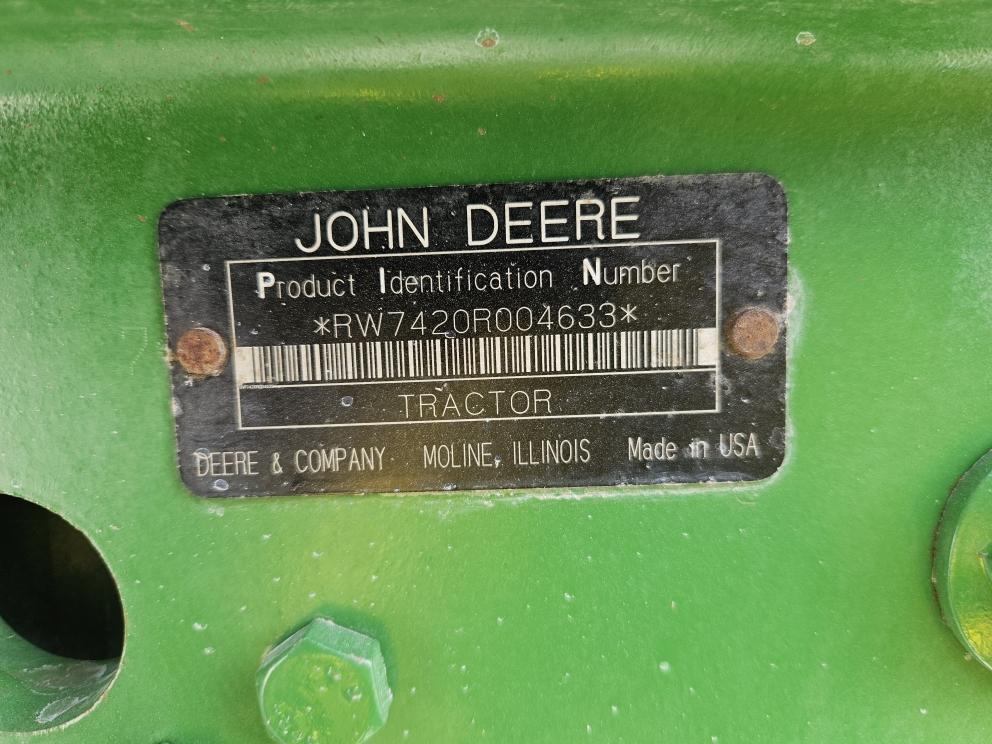 JOHN DEERE
Product Identification Number
*RW7420R004633*
TRACTOR
DEERE & COMPANY MOLINE, ILLINOIS Made in USA